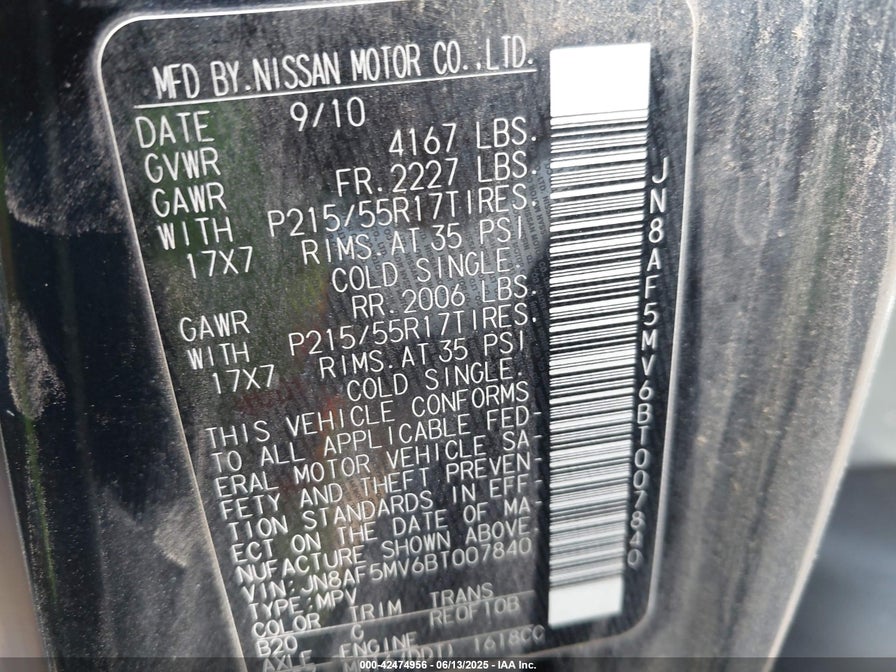 MFD BY.NISSAN MOTOR CO.,LTD.
DATE 9/10
GVWR 4167 LBS.
GAWR FR.2227 LBS.
WITH P215/55R17TIRES.
17X7 RIMS.AT 35 PSI
COLD SINGLE.
GAWR RR.2006 LBS.
WITH P215/55R17TIRES.
17X7 RIMS.AT 35 PSI
COLD SINGLE.
THIS VEHICLE CONFORMS
TO ALL APPLICABLE FED-
ERAL MOTOR VEHICLE SA-
FETY AND THEFT PREVEN-
TION STANDARDS IN EFF-
ECT ON THE DATE OF MA-
NUFACTURE SHOWN ABOVE.
VIN:JN8AF5MV6BT007840
TYPE:MPV
COLOR TRIM TRANS
B20 C RE0F10B
AXLE ENGINE
1618CC
JN8AF5MV6BT007840
000-42474956 - 06/13/2025 - IAA Inc.